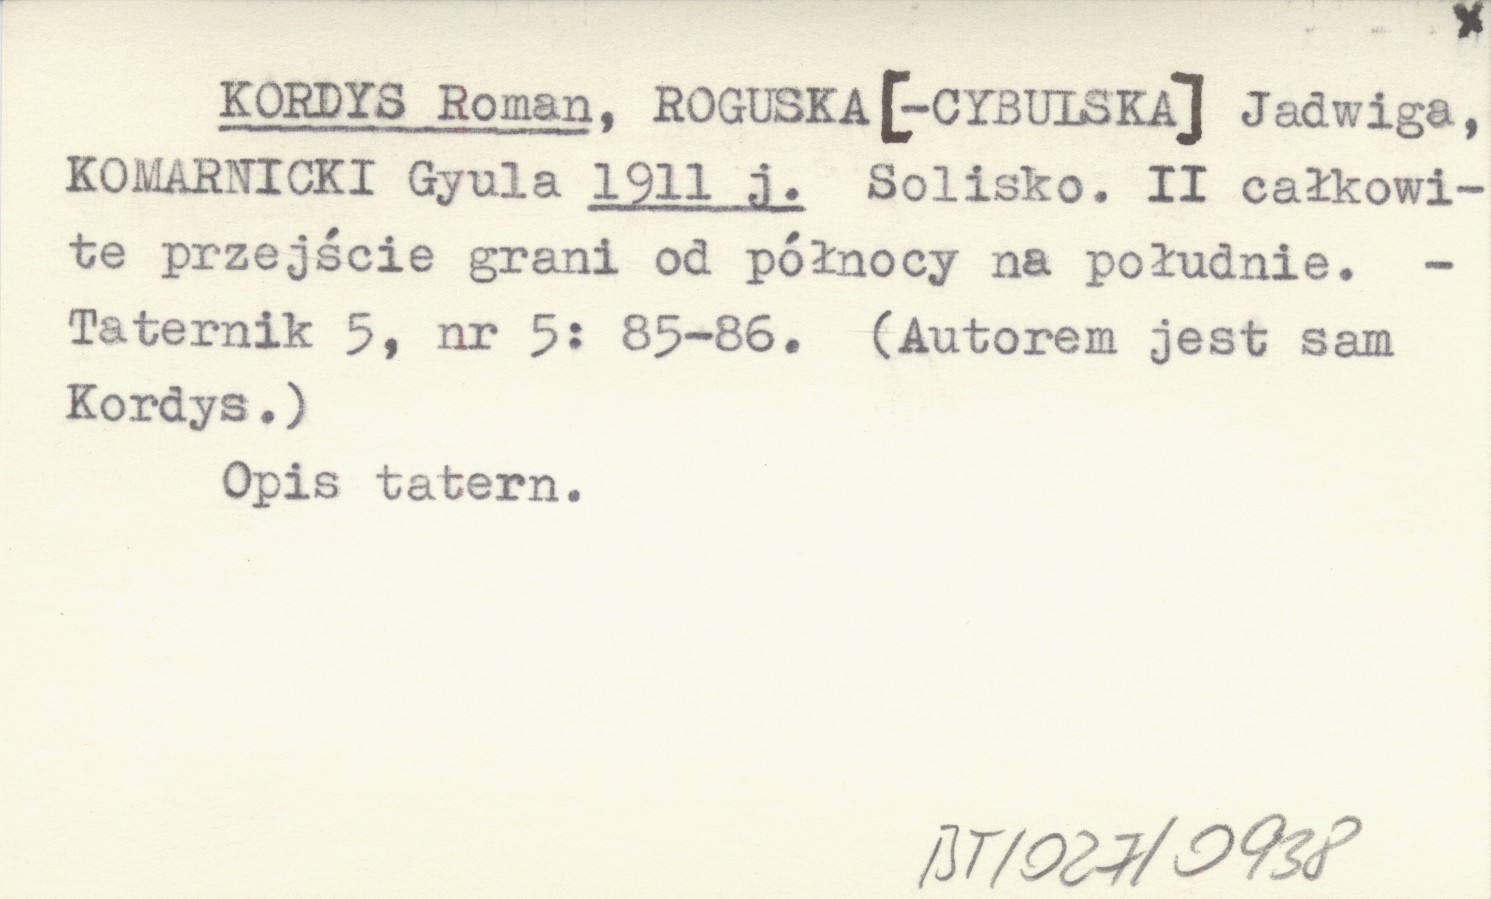 x
KORDYS Roman, ROGUSKA [-CYBULSKA] Jadwiga,
KOMARNICKI Gyula 1911 j. Solisko. II całkowi-
te przejście grani od północy na południe. -
Taternik 5, nr 5: 85-86. (Autorem jest sam
Kordys.)
Opis tatern.
BT/027/0938